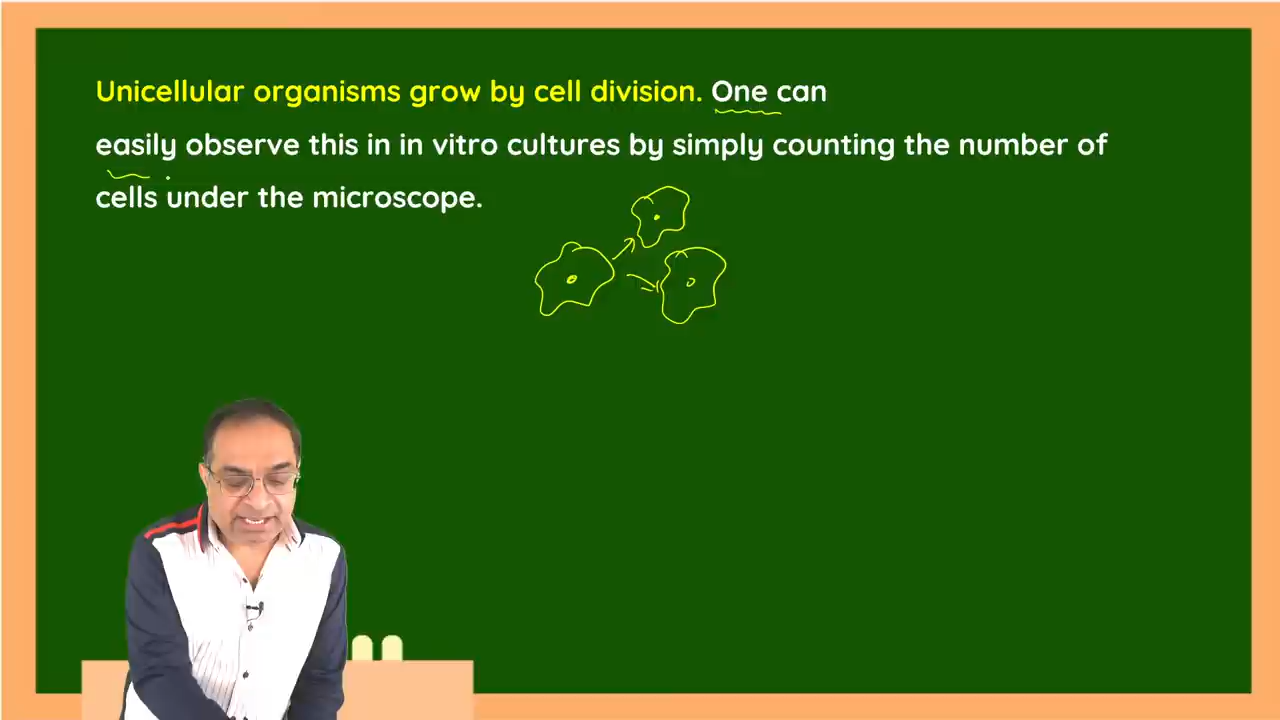 Unicellular organisms grow by cell division. One can
easily observe this in in vitro cultures by simply counting the number of
cells under the microscope.